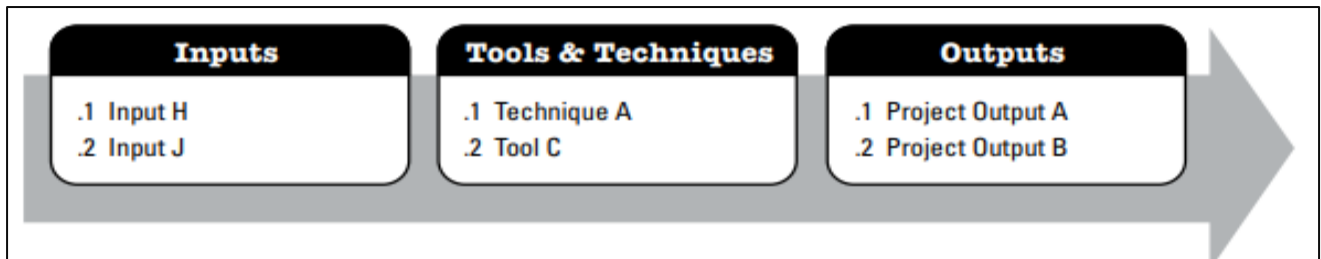 Inputs
.1 Input H
.2 Input J
Tools & Techniques
.1 Technique A
.2 Tool C
Outputs
.1 Project Output A
.2 Project Output B